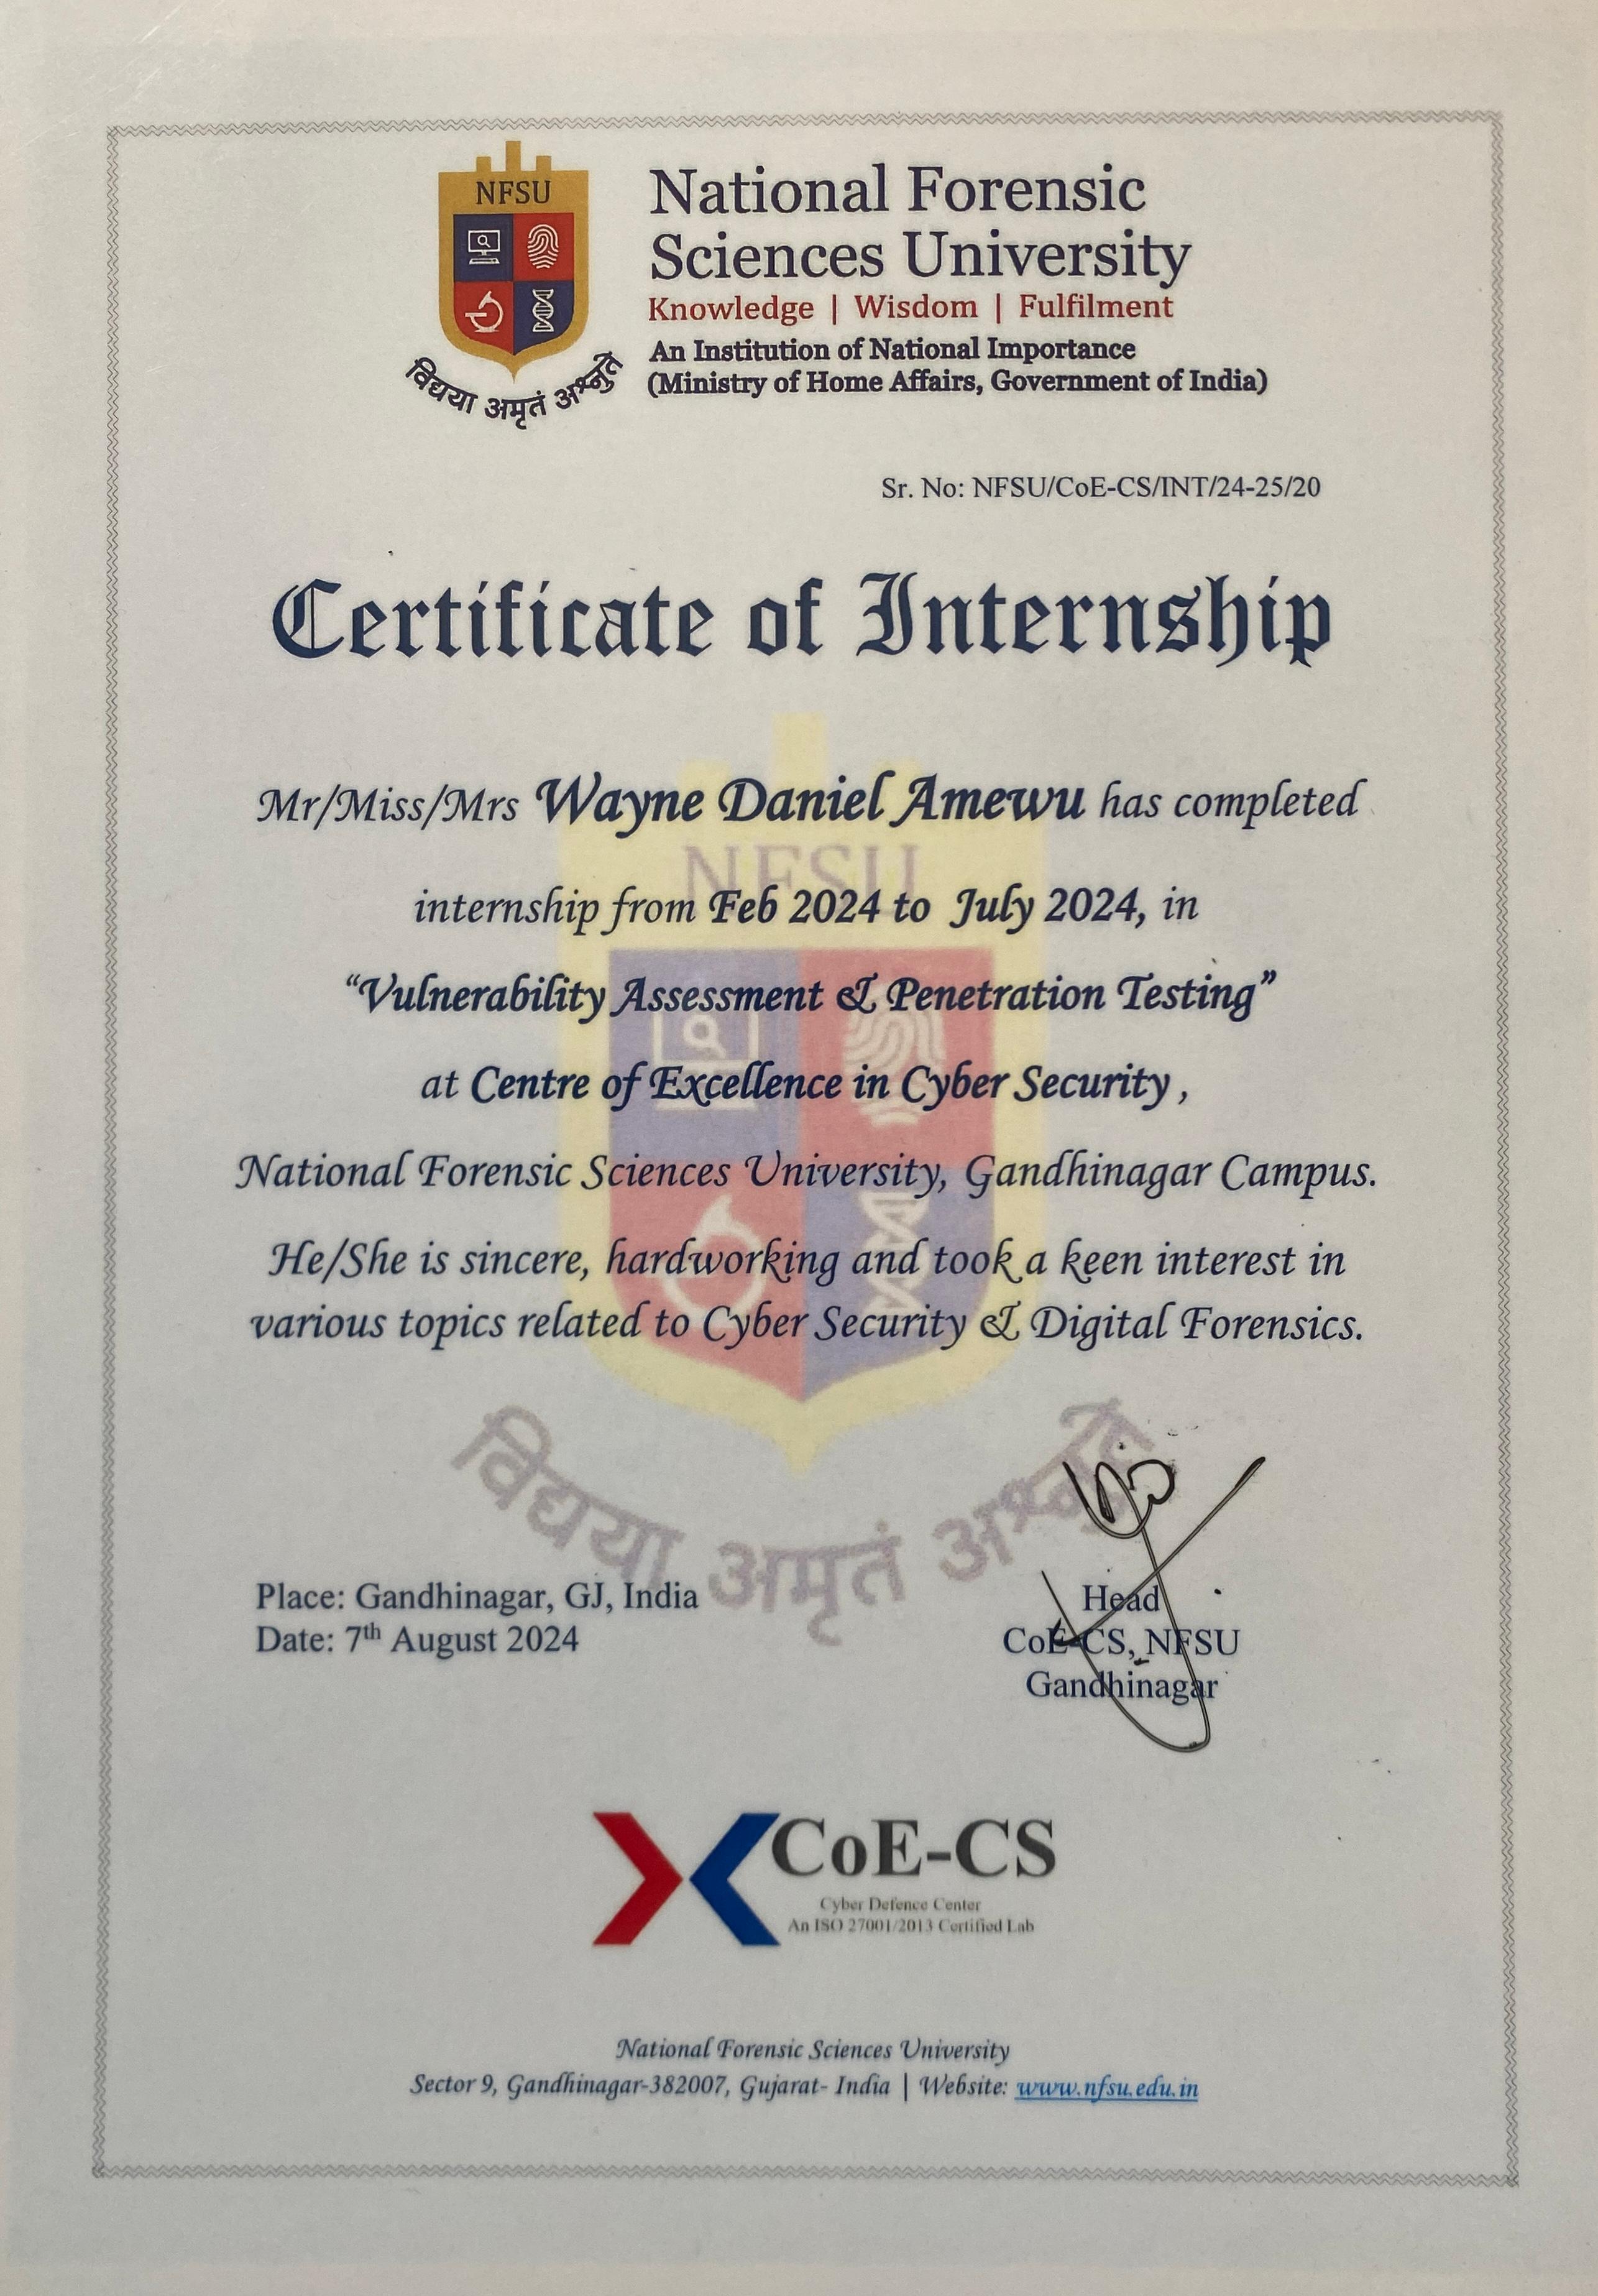 NFSU
विद्यया अमृतं अश्नुते
National Forensic
Sciences University
Knowledge | Wisdom | Fulfilment
An Institution of National Importance
(Ministry of Home Affairs, Government of India)
Sr. No: NFSU/CoE-CS/INT/24-25/20
Certificate of Internship
Mr/Miss/Mrs Wayne Daniel Amewu has completed
NFSU
internship from Feb 2024 to July 2024, in
“Vulnerability Assessment & Penetration Testing”
at Centre of Excellence in Cyber Security ,
National Forensic Sciences University, Gandhinagar Campus.
He/She is sincere, hardworking and took a keen interest in
various topics related to Cyber Security & Digital Forensics.
विद्यया अमृतं अश्नुते
Place: Gandhinagar, GJ, India
Date: 7th August 2024
Head
CoE-CS, NFSU
Gandhinagar
CoE-CS
Cyber Defence Center
An ISO 27001/2013 Certified Lab
National Forensic Sciences University
Sector 9, Gandhinagar-382007, Gujarat- India | Website: www.nfsu.edu.in